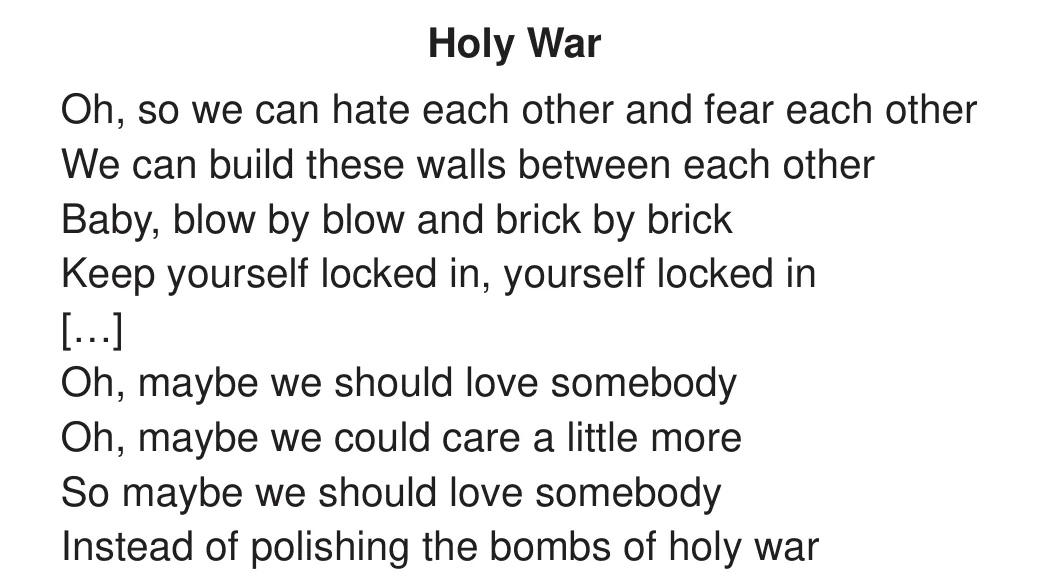 Holy War
Oh, so we can hate each other and fear each other
We can build these walls between each other
Baby, blow by blow and brick by brick
Keep yourself locked in, yourself locked in
[…]
Oh, maybe we should love somebody
Oh, maybe we could care a little more
So maybe we should love somebody
Instead of polishing the bombs of holy war